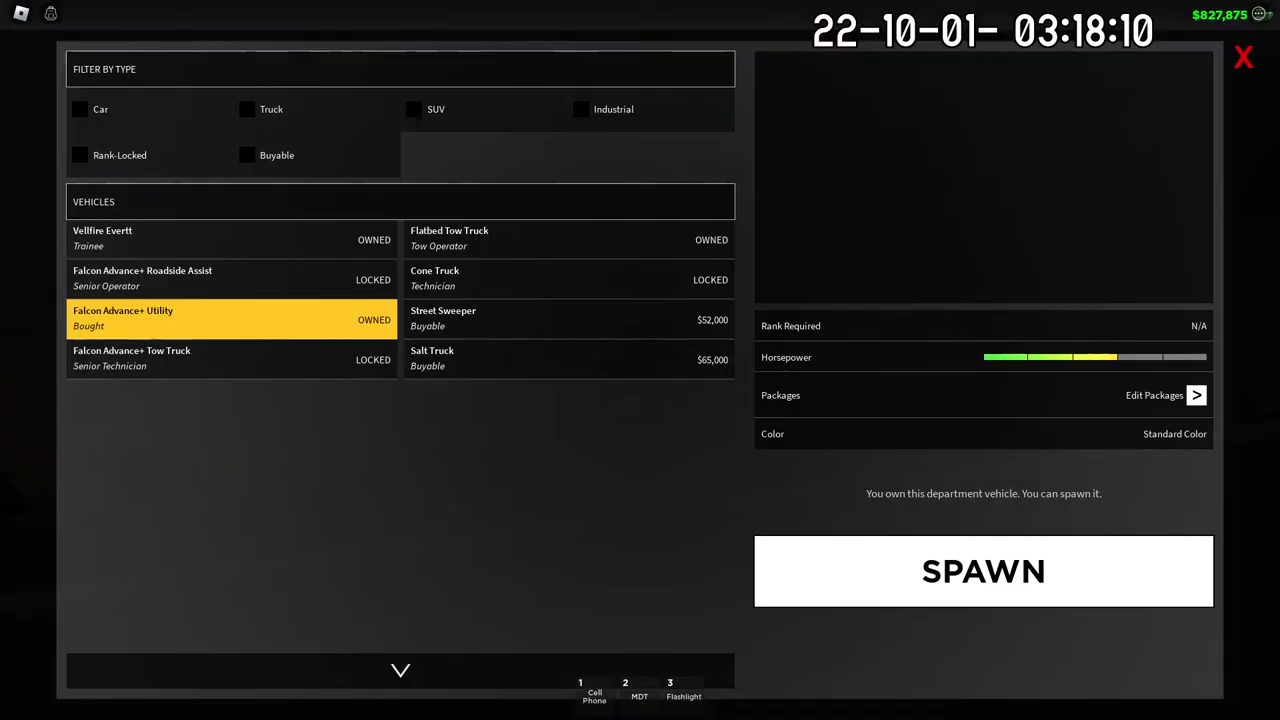 $827,875
22-10-01- 03:18:10
X
FILTER BY TYPE
Car
Truck
SUV
Industrial
Rank-Locked
Buyable
VEHICLES
Vellfire Evertt
Trainee
OWNED
Flatbed Tow Truck
Tow Operator
OWNED
Falcon Advance+ Roadside Assist
Senior Operator
LOCKED
Cone Truck
Technician
LOCKED
Falcon Advance+ Utility
Bought
OWNED
Street Sweeper
Buyable
$52,000
Falcon Advance+ Tow Truck
Senior Technician
LOCKED
Salt Truck
Buyable
$65,000
Rank Required
N/A
Horsepower
Packages
Edit Packages >
Color
Standard Color
You own this department vehicle. You can spawn it.
SPAWN
1
Cell
Phone
2
MDT
3
Flashlight